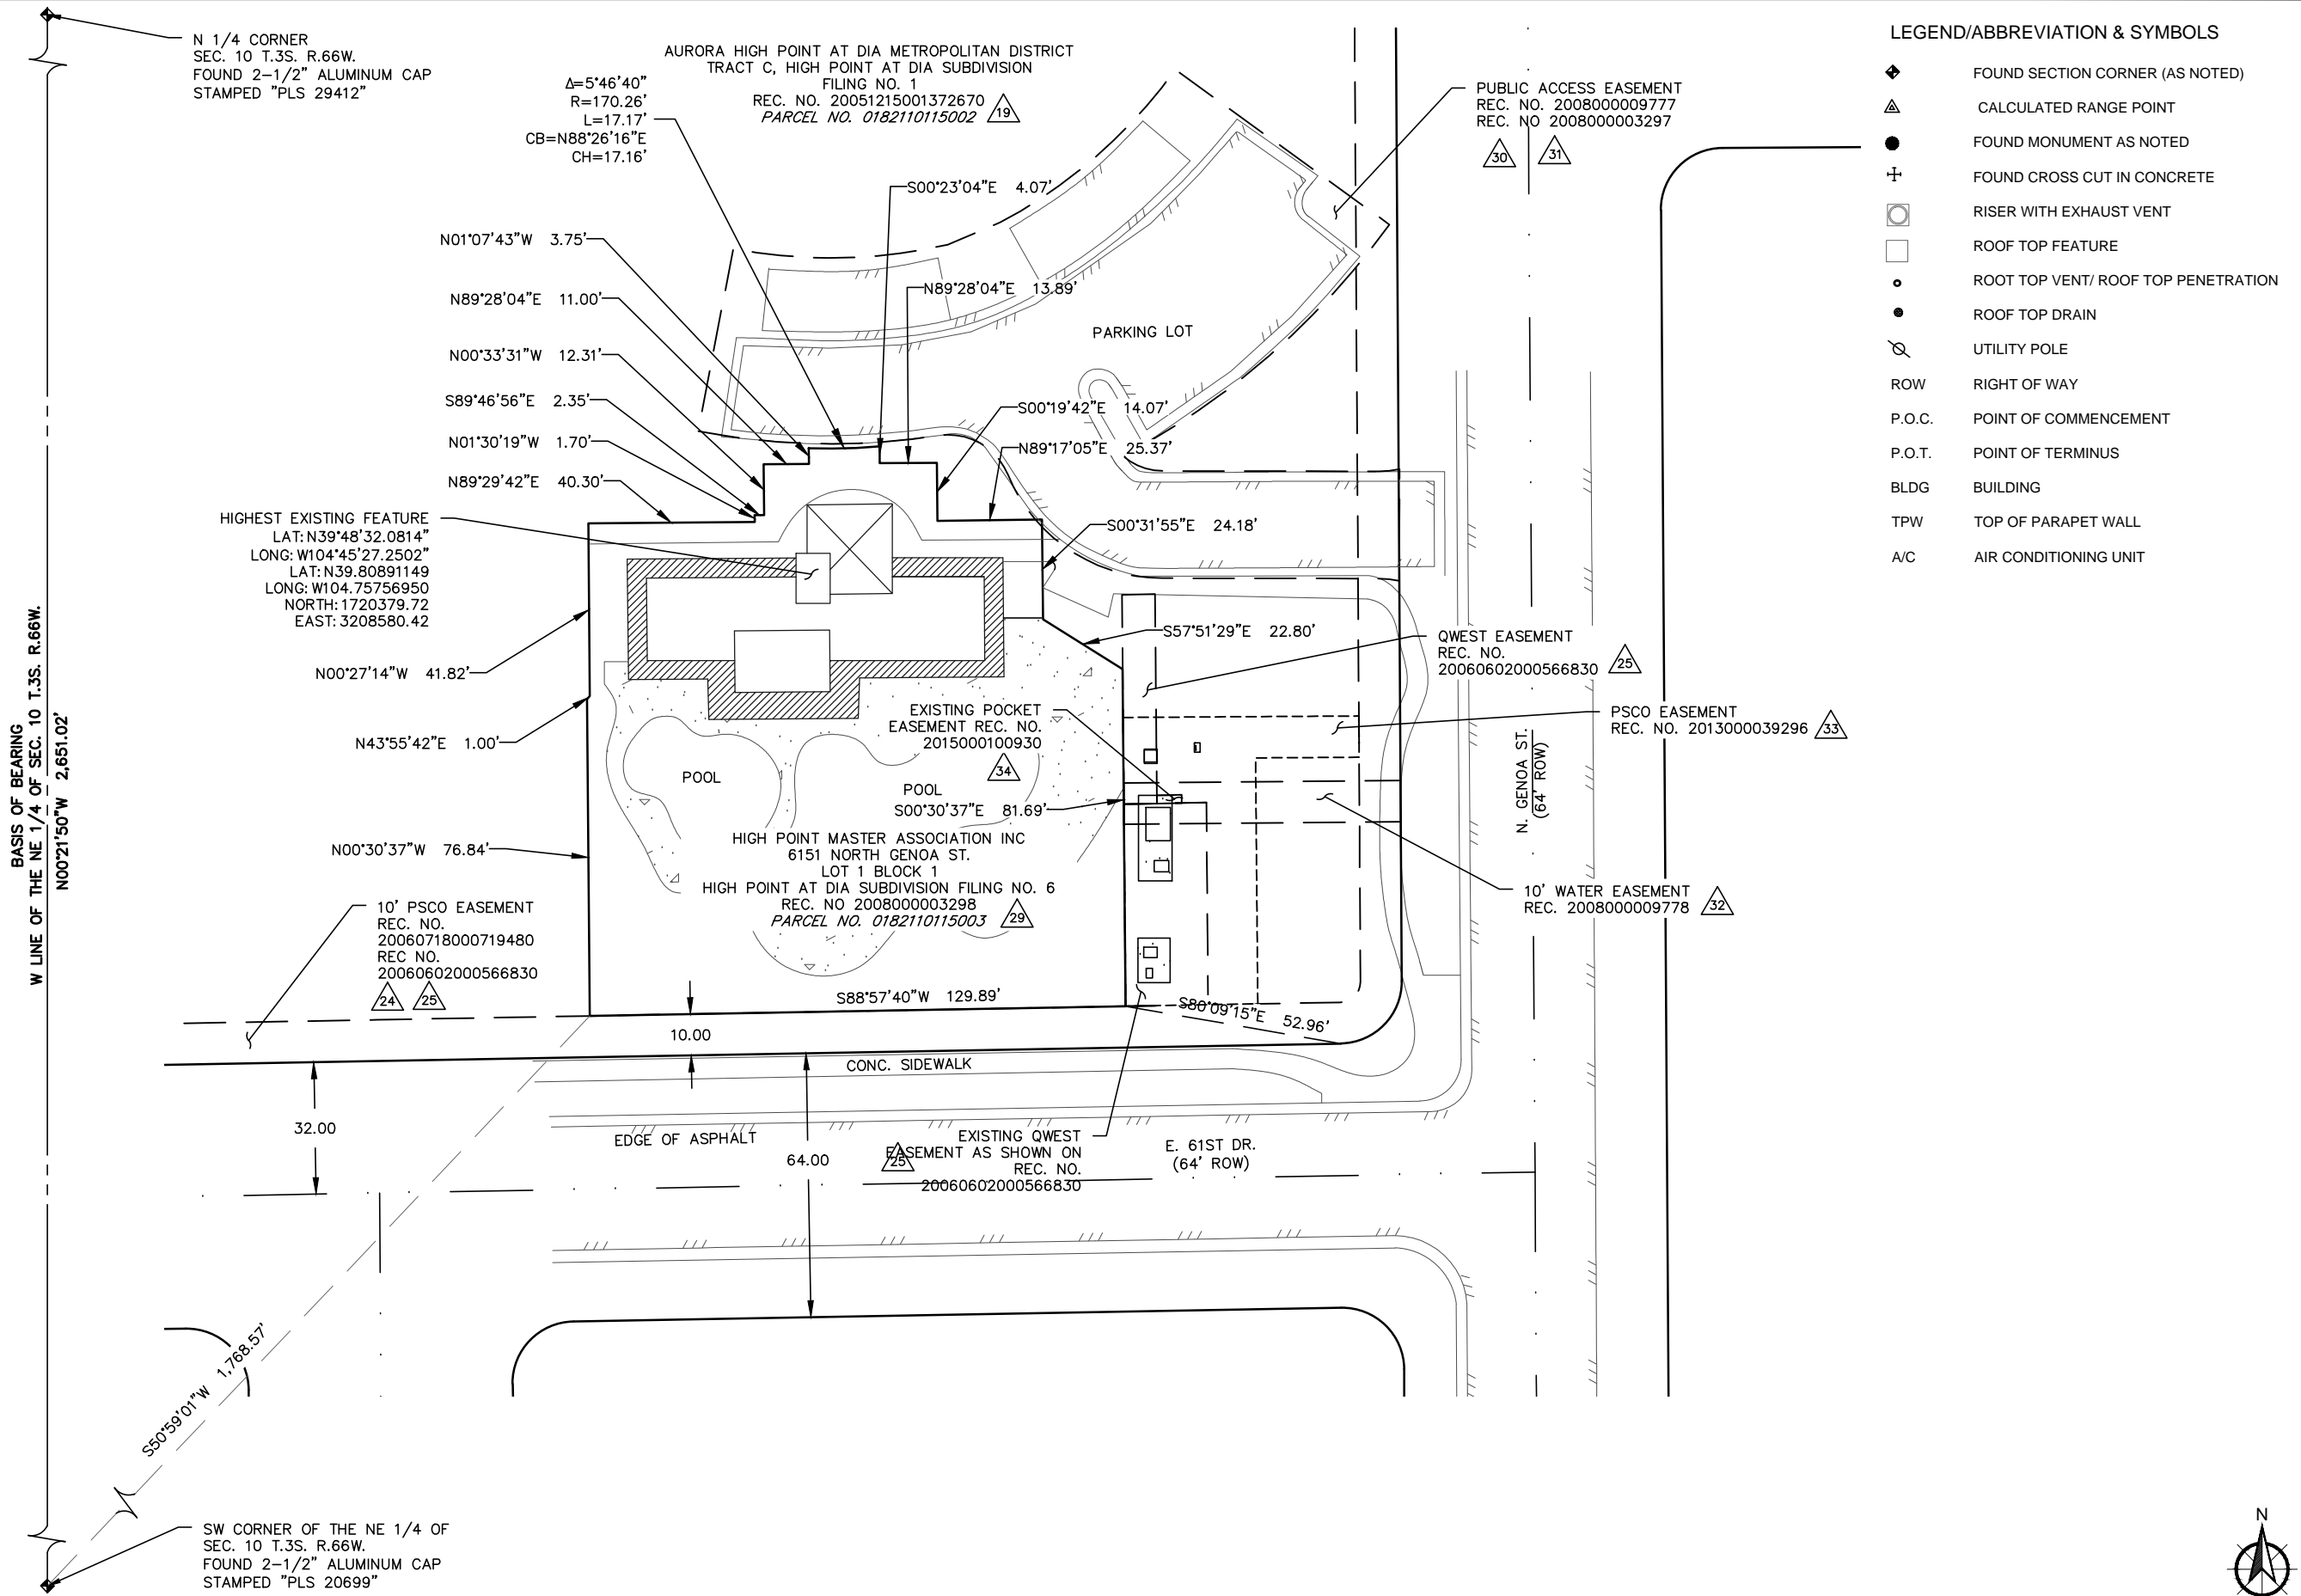 N 1/4 CORNER
SEC. 10 T.3S. R.66W.
FOUND 2-1/2" ALUMINUM CAP
STAMPED "PLS 29412"
AURORA HIGH POINT AT DIA METROPOLITAN DISTRICT
TRACT C, HIGH POINT AT DIA SUBDIVISION
FILING NO. 1
REC. NO. 20051215001372670
PARCEL NO. 0182110115002
19
Δ=5°46'40"
R=170.26'
L=17.17'
CB=N88°26'16"E
CH=17.16'
PUBLIC ACCESS EASEMENT
REC. NO. 2008000009777
REC. NO 2008000003297
30
31
S00°23'04"E 4.07'
N01°07'43"W 3.75'
N89°28'04"E 13.89'
N89°28'04"E 11.00'
PARKING LOT
N00°33'31"W 12.31'
S89°46'56"E 2.35'
S00°19'42"E 14.07'
N01°30'19"W 1.70'
N89°17'05"E 25.37'
N89°29'42"E 40.30'
HIGHEST EXISTING FEATURE
LAT: N39°48'32.0814"
LONG: W104°45'27.2502"
LAT: N39.80891149
LONG: W104.75756950
NORTH: 1720379.72
EAST: 3208580.42
S00°31'55"E 24.18'
S57°51'29"E 22.80'
QWEST EASEMENT
REC. NO.
20060602000566830
25
N00°27'14"W 41.82'
EXISTING POCKET
EASEMENT REC. NO.
2015000100930
34
PSCO EASEMENT
REC. NO. 2013000039296
33
N43°55'42"E 1.00'
POOL
POOL
S00°30'37"E 81.69'
N. GENOA ST.
(64' ROW)
BASIS OF BEARING
W LINE OF THE NE 1/4 OF SEC. 10 T.3S. R.66W.
N00°21'50"W 2,651.02'
HIGH POINT MASTER ASSOCIATION INC
6151 NORTH GENOA ST.
LOT 1 BLOCK 1
HIGH POINT AT DIA SUBDIVISION FILING NO. 6
REC. NO 2008000003298
PARCEL NO. 0182110115003
29
N00°30'37"W 76.84'
10' WATER EASEMENT
REC. 2008000009778
32
10' PSCO EASEMENT
REC. NO.
20060718000719480
REC NO.
20060602000566830
24
25
S88°57'40"W 129.89'
S80°09'15"E 52.96'
10.00
CONC. SIDEWALK
32.00
EDGE OF ASPHALT
64.00
25
EXISTING QWEST
EASEMENT AS SHOWN ON
REC. NO.
20060602000566830
E. 61ST DR.
(64' ROW)
S50°59'01"W 1,768.57'
SW CORNER OF THE NE 1/4 OF
SEC. 10 T.3S. R.66W.
FOUND 2-1/2" ALUMINUM CAP
STAMPED "PLS 20699"
LEGEND/ABBREVIATION & SYMBOLS
FOUND SECTION CORNER (AS NOTED)
CALCULATED RANGE POINT
FOUND MONUMENT AS NOTED
FOUND CROSS CUT IN CONCRETE
RISER WITH EXHAUST VENT
ROOF TOP FEATURE
ROOT TOP VENT/ ROOF TOP PENETRATION
ROOF TOP DRAIN
UTILITY POLE
ROW RIGHT OF WAY
P.O.C. POINT OF COMMENCEMENT
P.O.T. POINT OF TERMINUS
BLDG BUILDING
TPW TOP OF PARAPET WALL
A/C AIR CONDITIONING UNIT
N